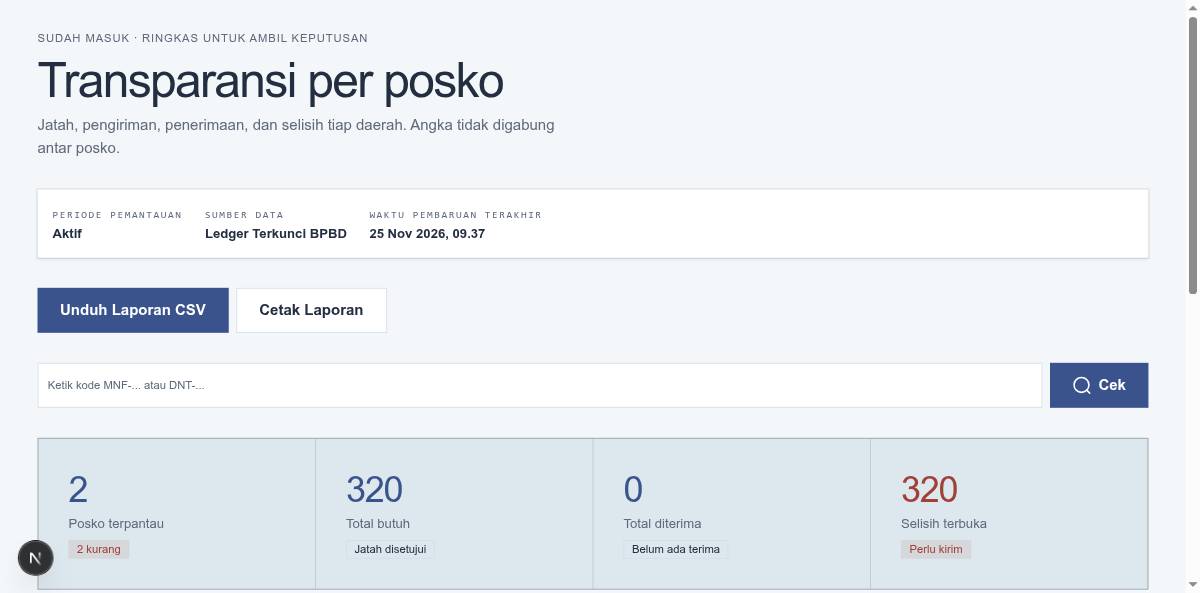 SUDAH MASUK · RINGKAS UNTUK AMBIL KEPUTUSAN
Transparansi per posko
Jatah, pengiriman, penerimaan, dan selisih tiap daerah. Angka tidak digabung
antar posko.
PERIODE PEMANTAUAN
Aktif
SUMBER DATA
Ledger Terkunci BPBD
WAKTU PEMBARUAN TERAKHIR
25 Nov 2026, 09.37
Unduh Laporan CSV
Cetak Laporan
Ketik kode MNF-... atau DNT-...
Cek
2
Posko terpantau
2 kurang
320
Total butuh
Jatah disetujui
0
Total diterima
Belum ada terima
320
Selisih terbuka
Perlu kirim
N